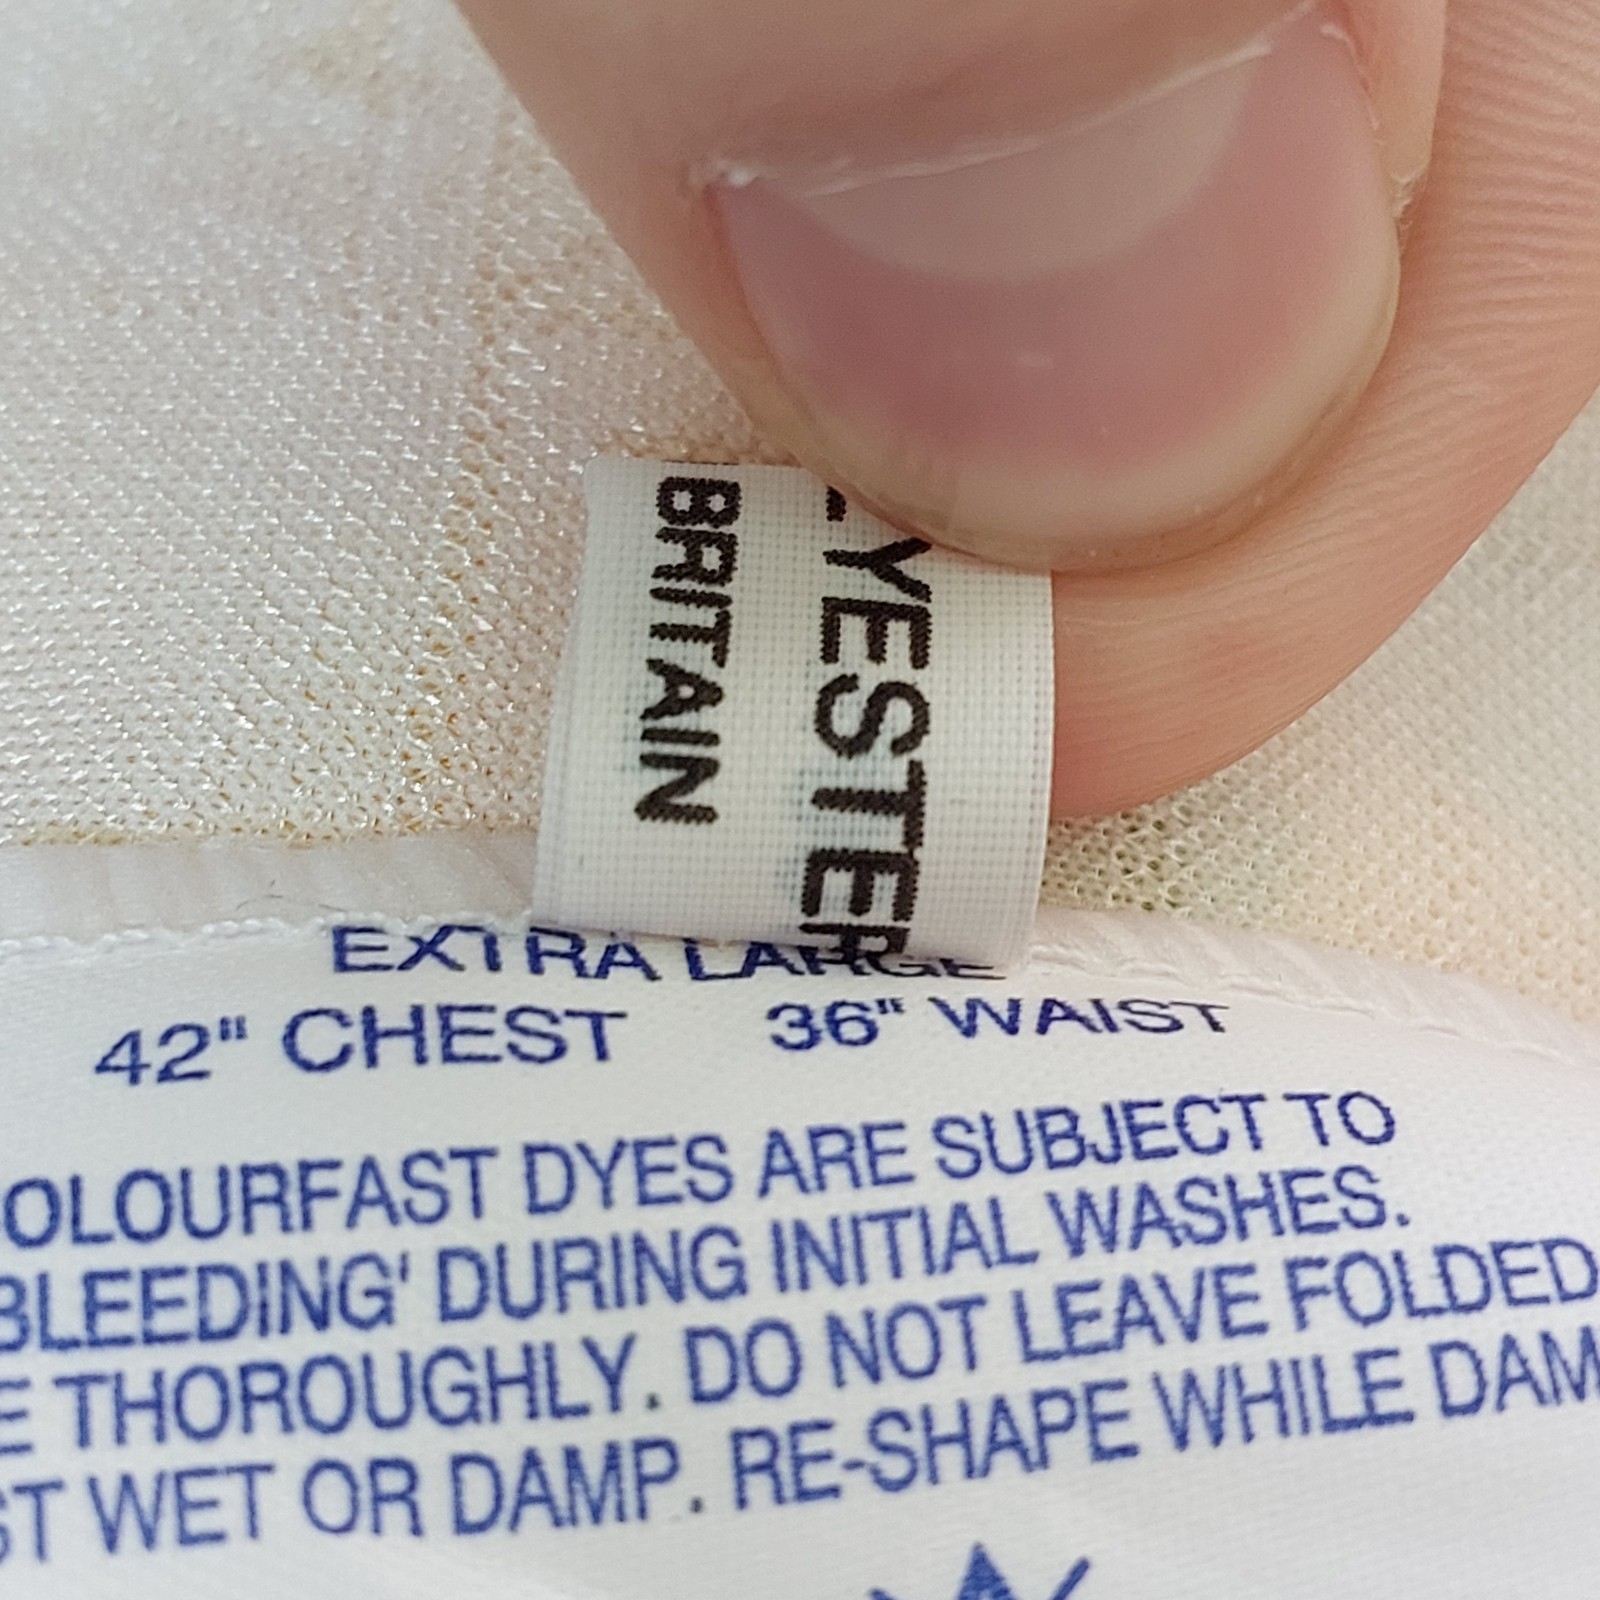 BRITAIN
YESTER
EXTRA LARGE
42" CHEST 36" WAIST
OLOURFAST DYES ARE SUBJECT TO
BLEEDING' DURING INITIAL WASHES.
E THOROUGHLY. DO NOT LEAVE FOLDED
ST WET OR DAMP. RE-SHAPE WHILE DAM